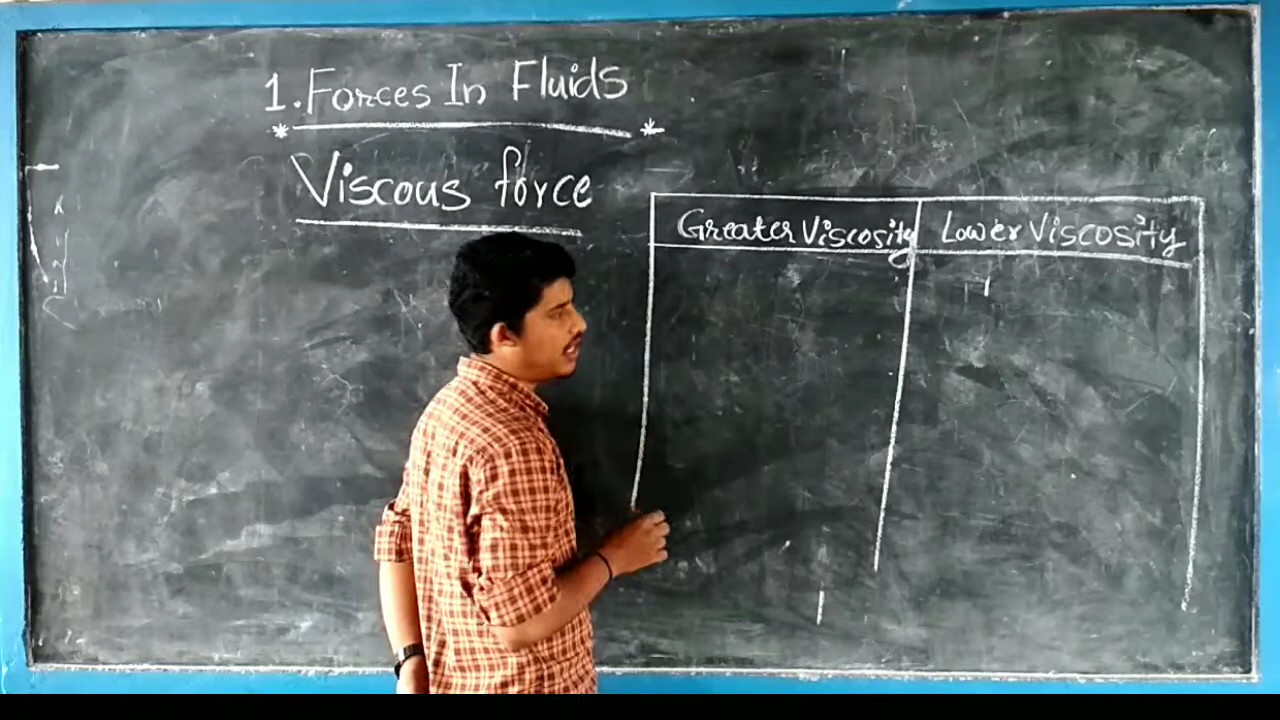 1. Forces In Fluids
Viscous force
Greater Viscosity
Lower Viscosity